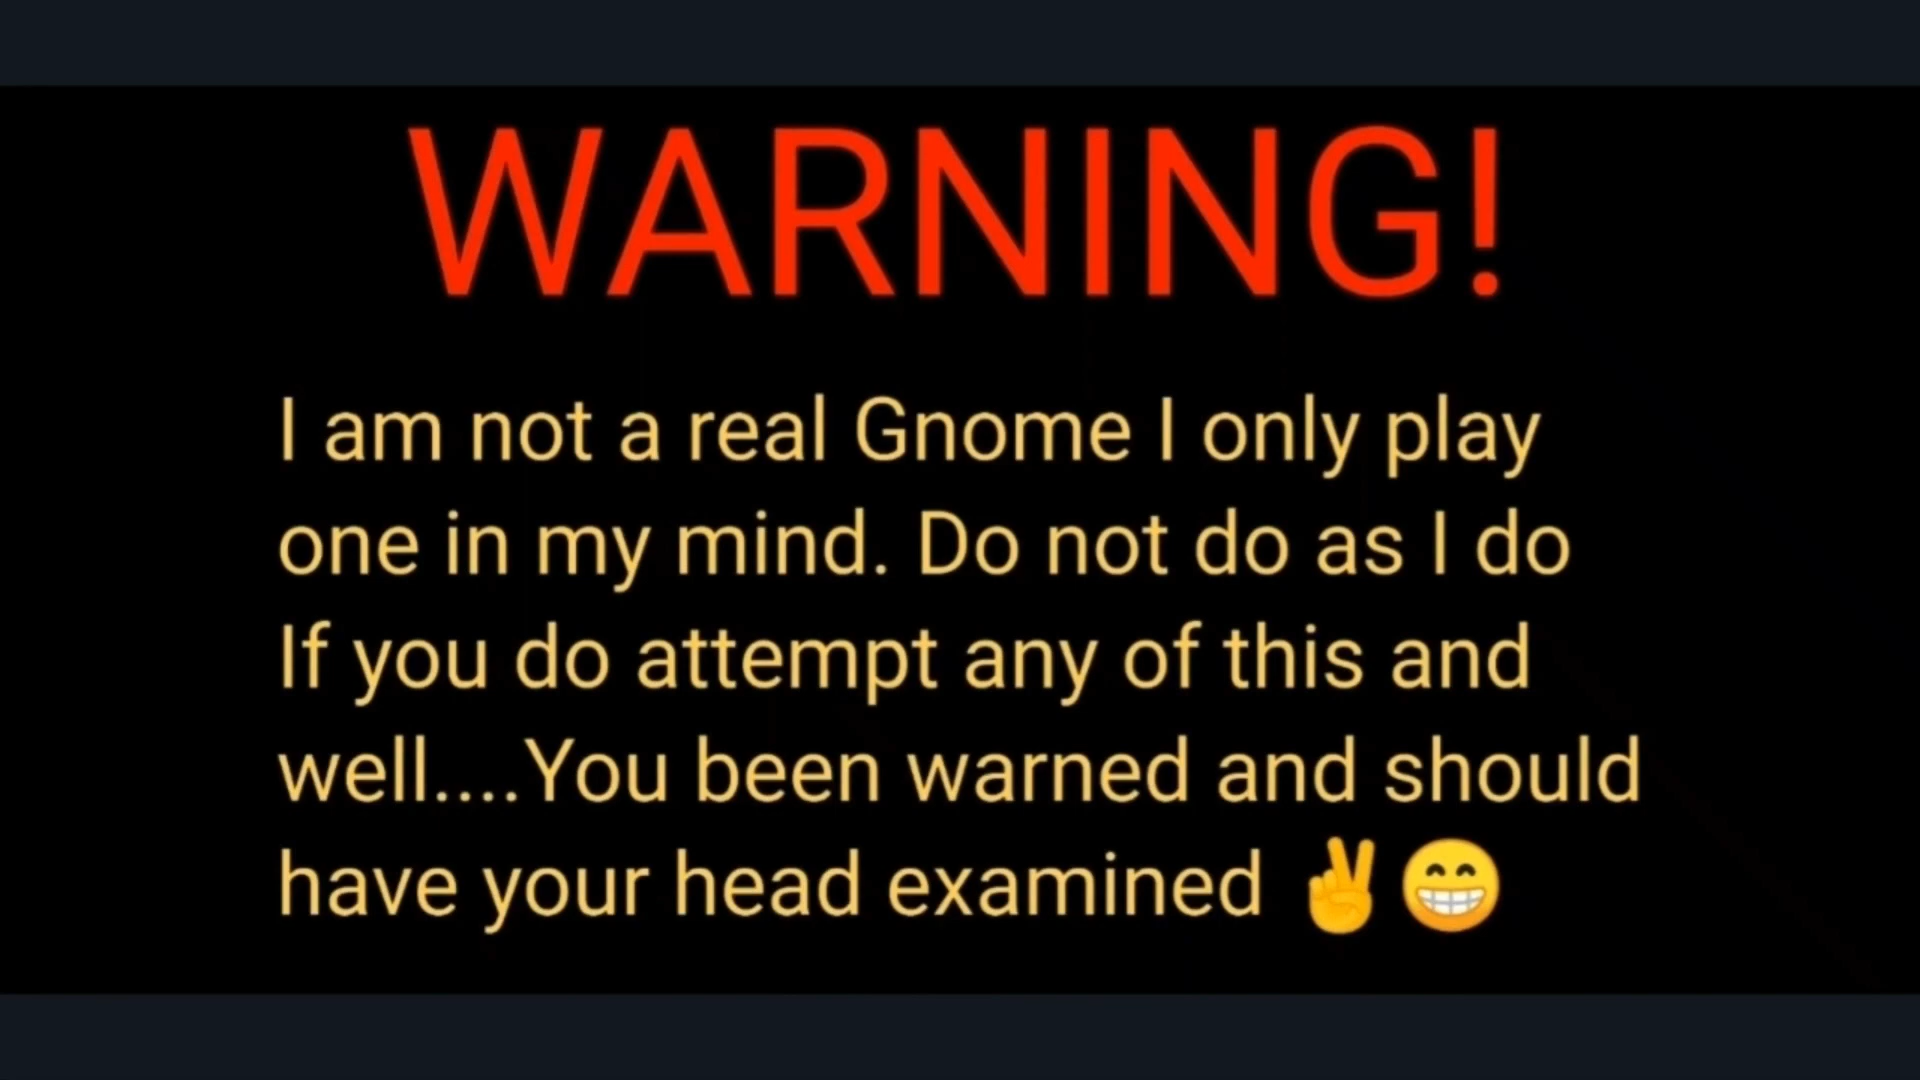 WARNING!
I am not a real Gnome I only play
one in my mind. Do not do as I do
If you do attempt any of this and
well....You been warned and should
have your head examined ✌😁